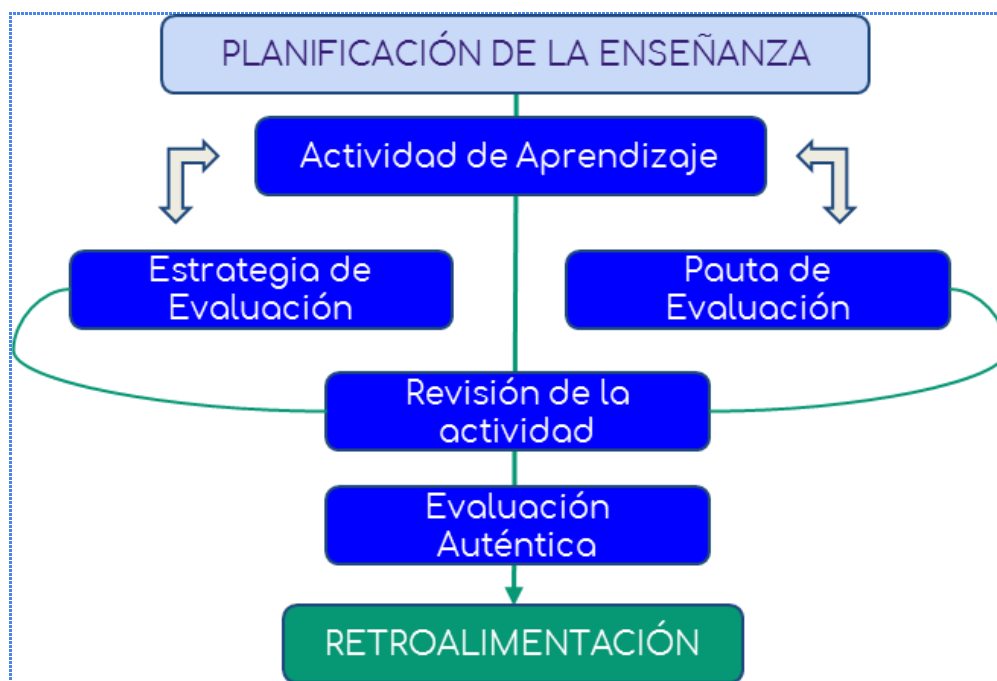 PLANIFICACIÓN DE LA ENSEÑANZA
Actividad de Aprendizaje
Estrategia de
Evaluación
Pauta de
Evaluación
Revisión de la
actividad
Evaluación
Auténtica
RETROALIMENTACIÓN